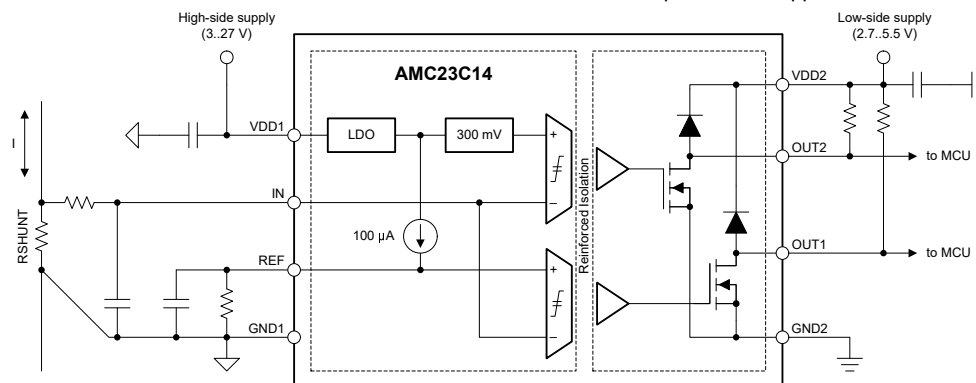 High-side supply
(3..27 V)
Low-side supply
(2.7..5.5 V)
AMC23C14
VDD2
VDD1
LDO
300 mV
+
–
I
OUT2
to MCU
IN
RSHUNT
100 μA
Reinforced Isolation
REF
+
–
OUT1
to MCU
GND1
GND2